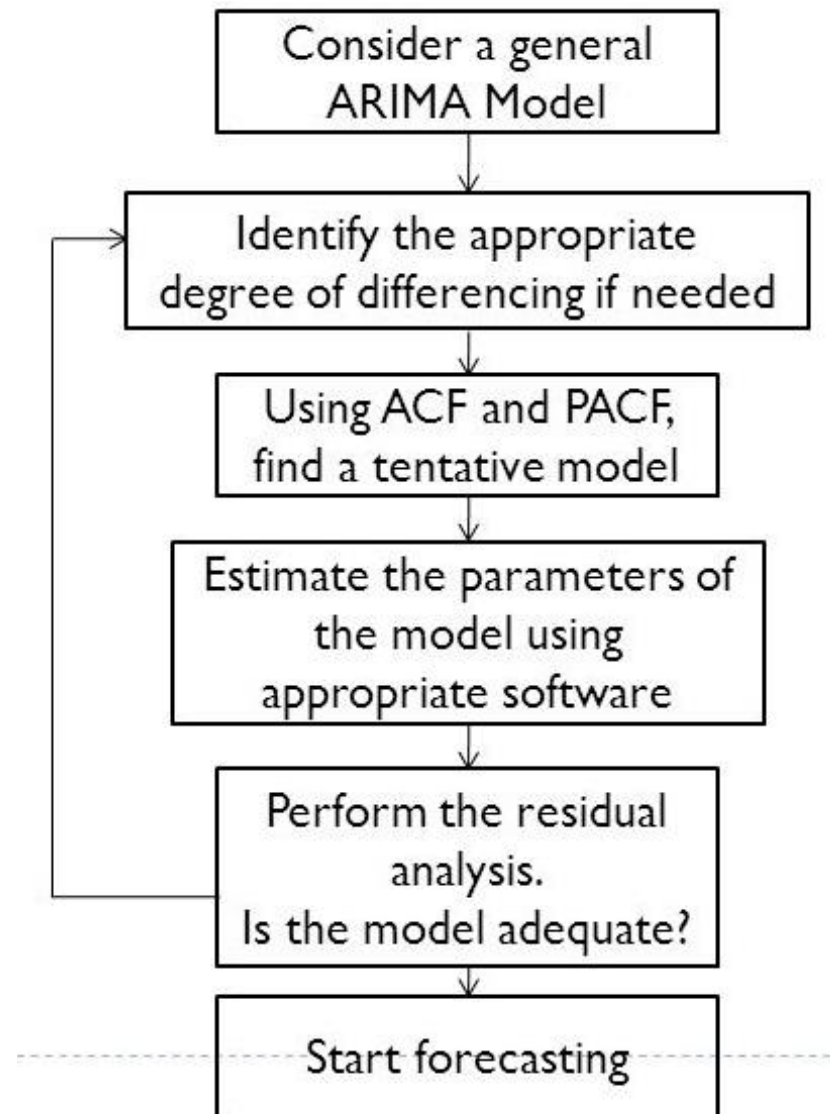 Consider a general
ARIMA Model
Identify the appropriate
degree of differencing if needed
Using ACF and PACF,
find a tentative model
Estimate the parameters of
the model using
appropriate software
Perform the residual
analysis.
Is the model adequate?
Start forecasting